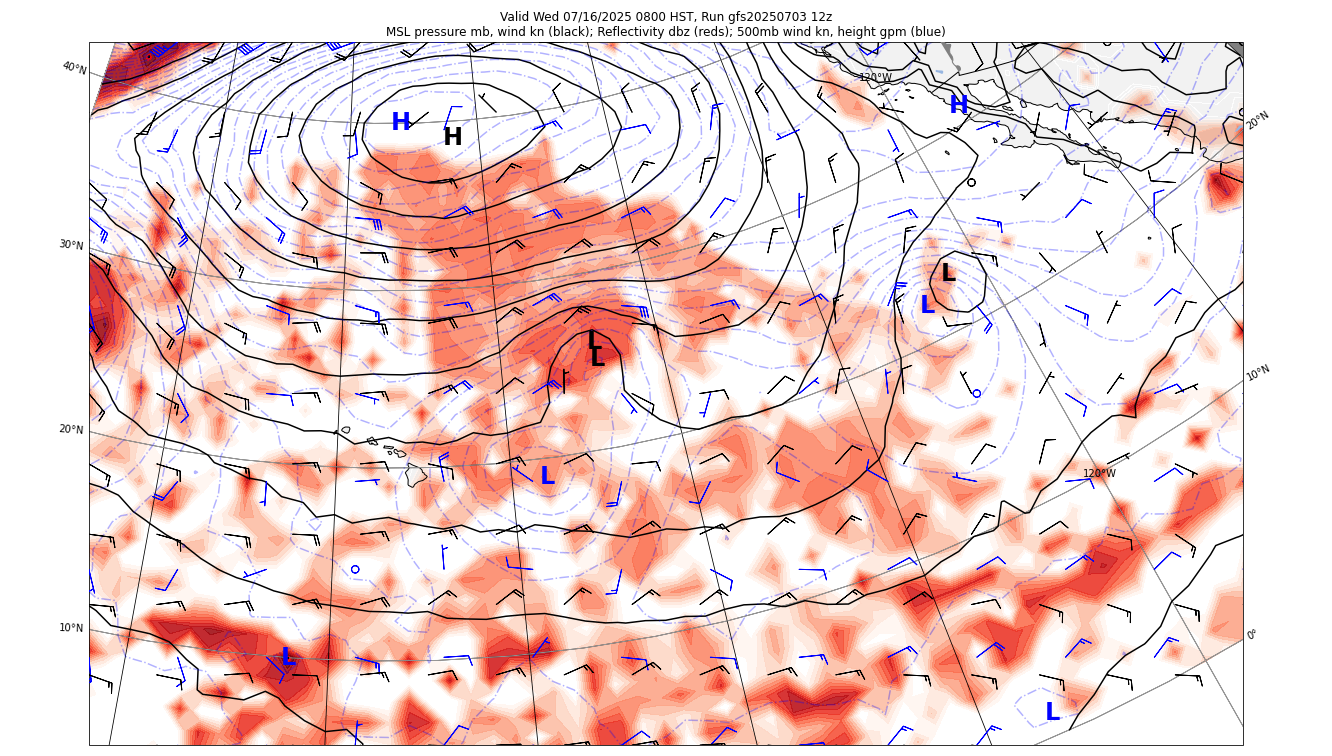 Valid Wed 07/16/2025 0800 HST, Run gfs20250703 12z
MSL pressure mb, wind kn (black); Reflectivity dbz (reds); 500mb wind kn, height gpm (blue)
40°N
120°W
H
H
H
20°N
30°N
L
L
L
L
10°N
20°N
L
120°W
10°N
0°
L
L